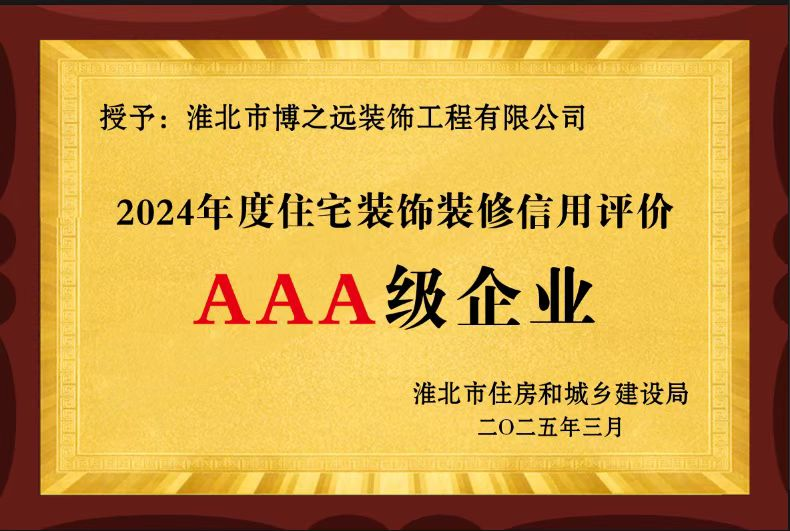 授予：淮北市博之远装饰工程有限公司
2024年度住宅装饰装修信用评价
AAA级企业
淮北市住房和城乡建设局
二〇二五年三月